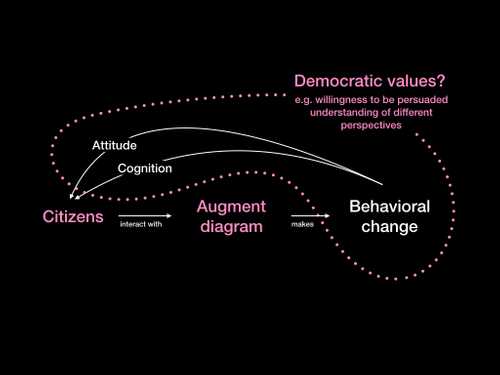 Democratic values?
e.g. willingness to be persuaded
understanding of different
perspectives
Attitude
Cognition
Citizens
interact with
Augment
diagram
makes
Behavioral
change